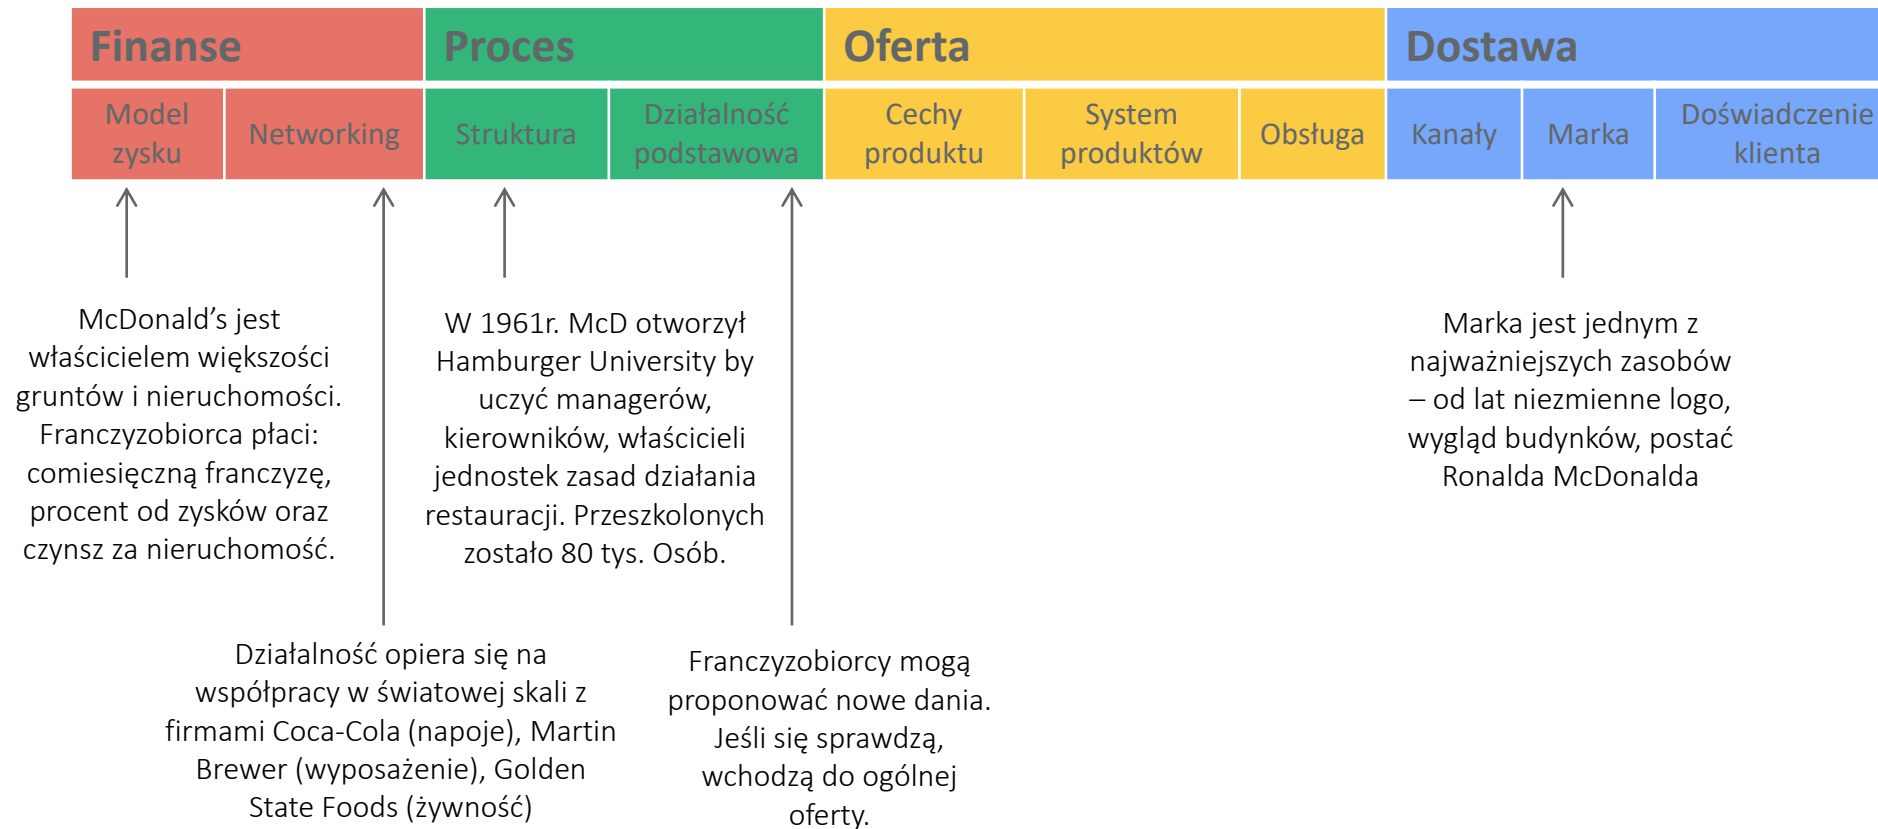 Finanse
Proces
Oferta
Dostawa
Model
zysku
Networking
Struktura
Działalność
podstawowa
Cechy
produktu
System
produktów
Obsługa
Kanały
Marka
Doświadczenie
klienta
McDonald’s jest
właścicielem większości
gruntów i nieruchomości.
Franczyzobiorca płaci:
comiesięczną franczyzę,
procent od zysków oraz
czynsz za nieruchomość.
W 1961r. McD otworzył
Hamburger University by
uczyć managerów,
kierowników, właścicieli
jednostek zasad działania
restauracji. Przeszkolonych
zostało 80 tys. Osób.
Marka jest jednym z
najważniejszych zasobów
– od lat niezmienne logo,
wygląd budynków, postać
Ronalda McDonalda
Działalność opiera się na
współpracy w światowej skali z
firmami Coca-Cola (napoje), Martin
Brewer (wyposażenie), Golden
State Foods (żywność)
Franczyzobiorcy mogą
proponować nowe dania.
Jeśli się sprawdzą,
wchodzą do ogólnej
oferty.